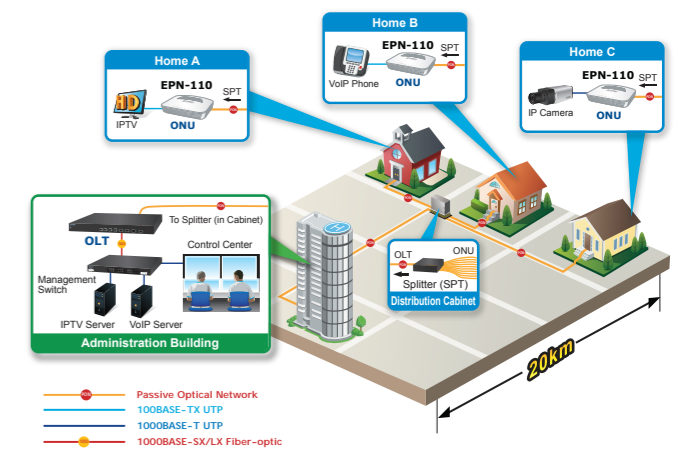 Home B
EPN-110
SPT
VoIP Phone
ONU
Home A
EPN-110
SPT
HD
IPTV
ONU
Home C
EPN-110
SPT
IP Camera
ONU
To Splitter (in Cabinet)
OLT
Control Center
Management
Switch
IPTV Server
VoIP Server
Administration Building
H
OLT
ONU
Splitter (SPT)
Distribution Cabinet
20km
PON Passive Optical Network
100BASE-TX UTP
1000BASE-T UTP
1000BASE-SX/LX Fiber-optic